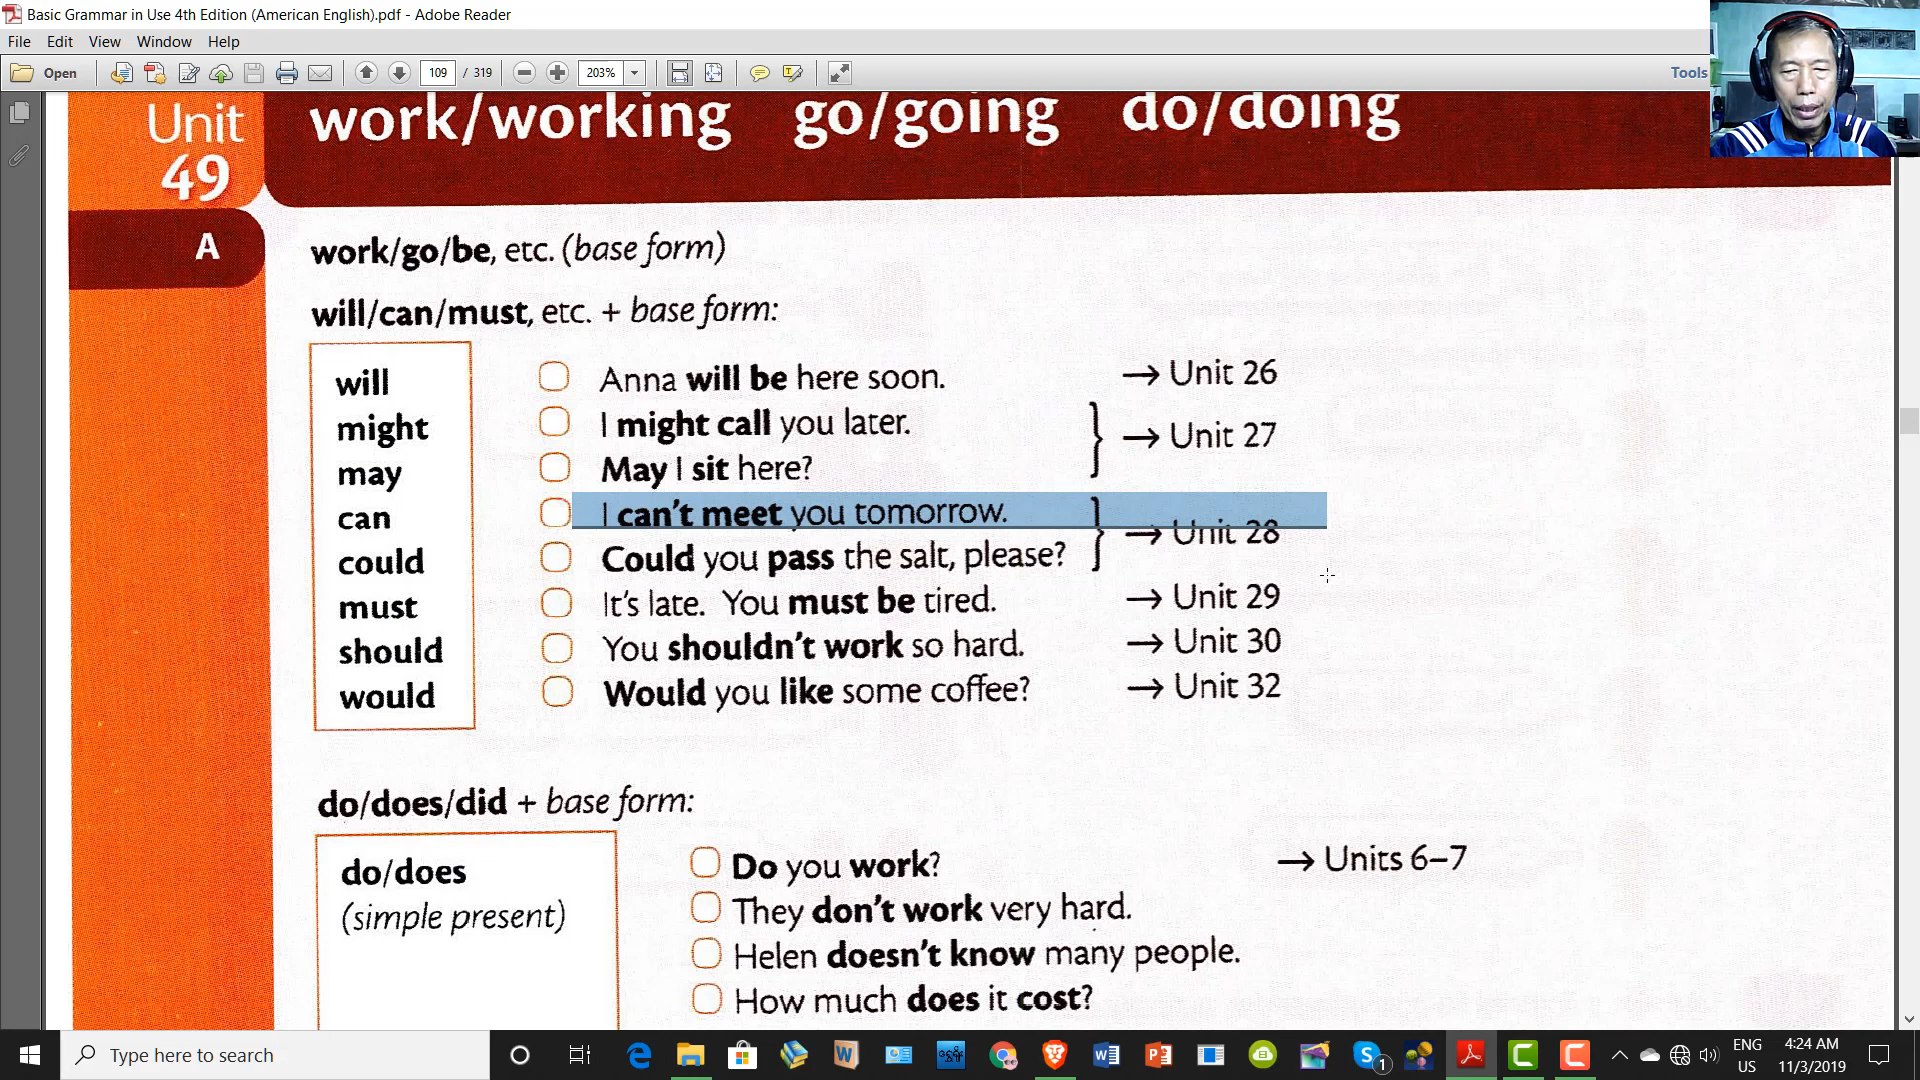 Basic Grammar in Use 4th Edition (American English).pdf - Adobe Reader
File Edit View Window Help
Open 109 / 319 203% Tools
Unit 49
work/working go/going do/doing
A
work/go/be, etc. (base form)
will/can/must, etc. + base form:
will
might
may
can
could
must
should
would
Anna will be here soon. → Unit 26
I might call you later.
May I sit here?
→ Unit 27
I can't meet you tomorrow.
Could you pass the salt, please?
→ Unit 28
It's late. You must be tired. → Unit 29
You shouldn't work so hard. → Unit 30
Would you like some coffee? → Unit 32
do/does/did + base form:
do/does
(simple present)
Do you work? → Units 6–7
They don't work very hard.
Helen doesn't know many people.
How much does it cost?
Type here to search
1
ENG
US
4:24 AM
11/3/2019